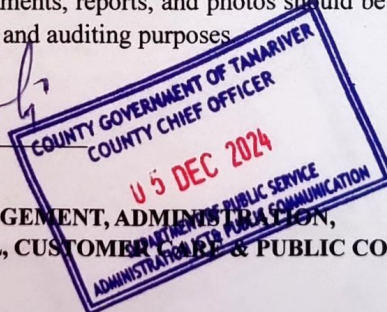 ments, reports, and photos should be
and auditing purposes.
COUNTY GOVERNMENT OF TANARIVER
COUNTY CHIEF OFFICER
05 DEC 2024
DEPARTMENT OF PUBLIC SERVICE
ADMINISTRATION PUBLIC COMMUNICATION
GEMENT, ADMINISTRATION,
, CUSTOMER CARE & PUBLIC CO